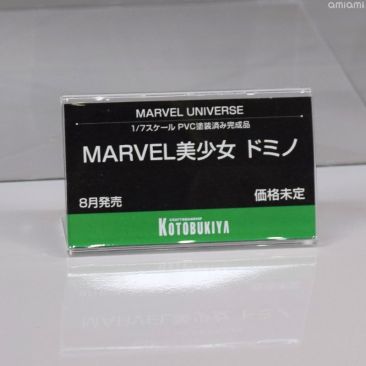 amiami
MARVEL UNIVERSE
1/7スケール PVC塗装済み完成品
MARVEL美少女 ドミノ
8月発売
価格未定
KOTOBUKIYA